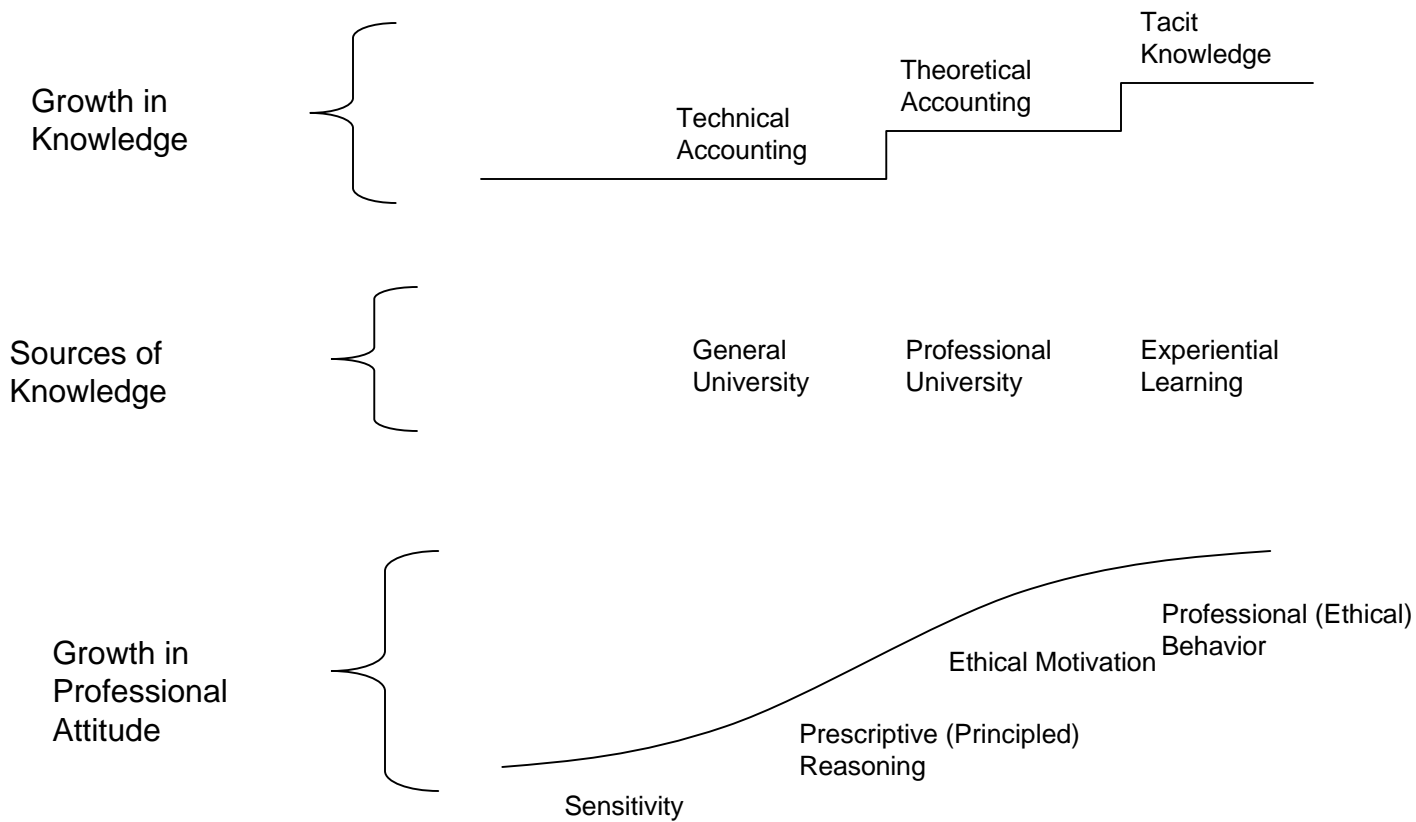 Growth in
Knowledge
Technical
Accounting
Theoretical
Accounting
Tacit
Knowledge
Sources of
Knowledge
General
University
Professional
University
Experiential
Learning
Growth in
Professional
Attitude
Sensitivity
Prescriptive (Principled)
Reasoning
Ethical Motivation
Professional (Ethical)
Behavior